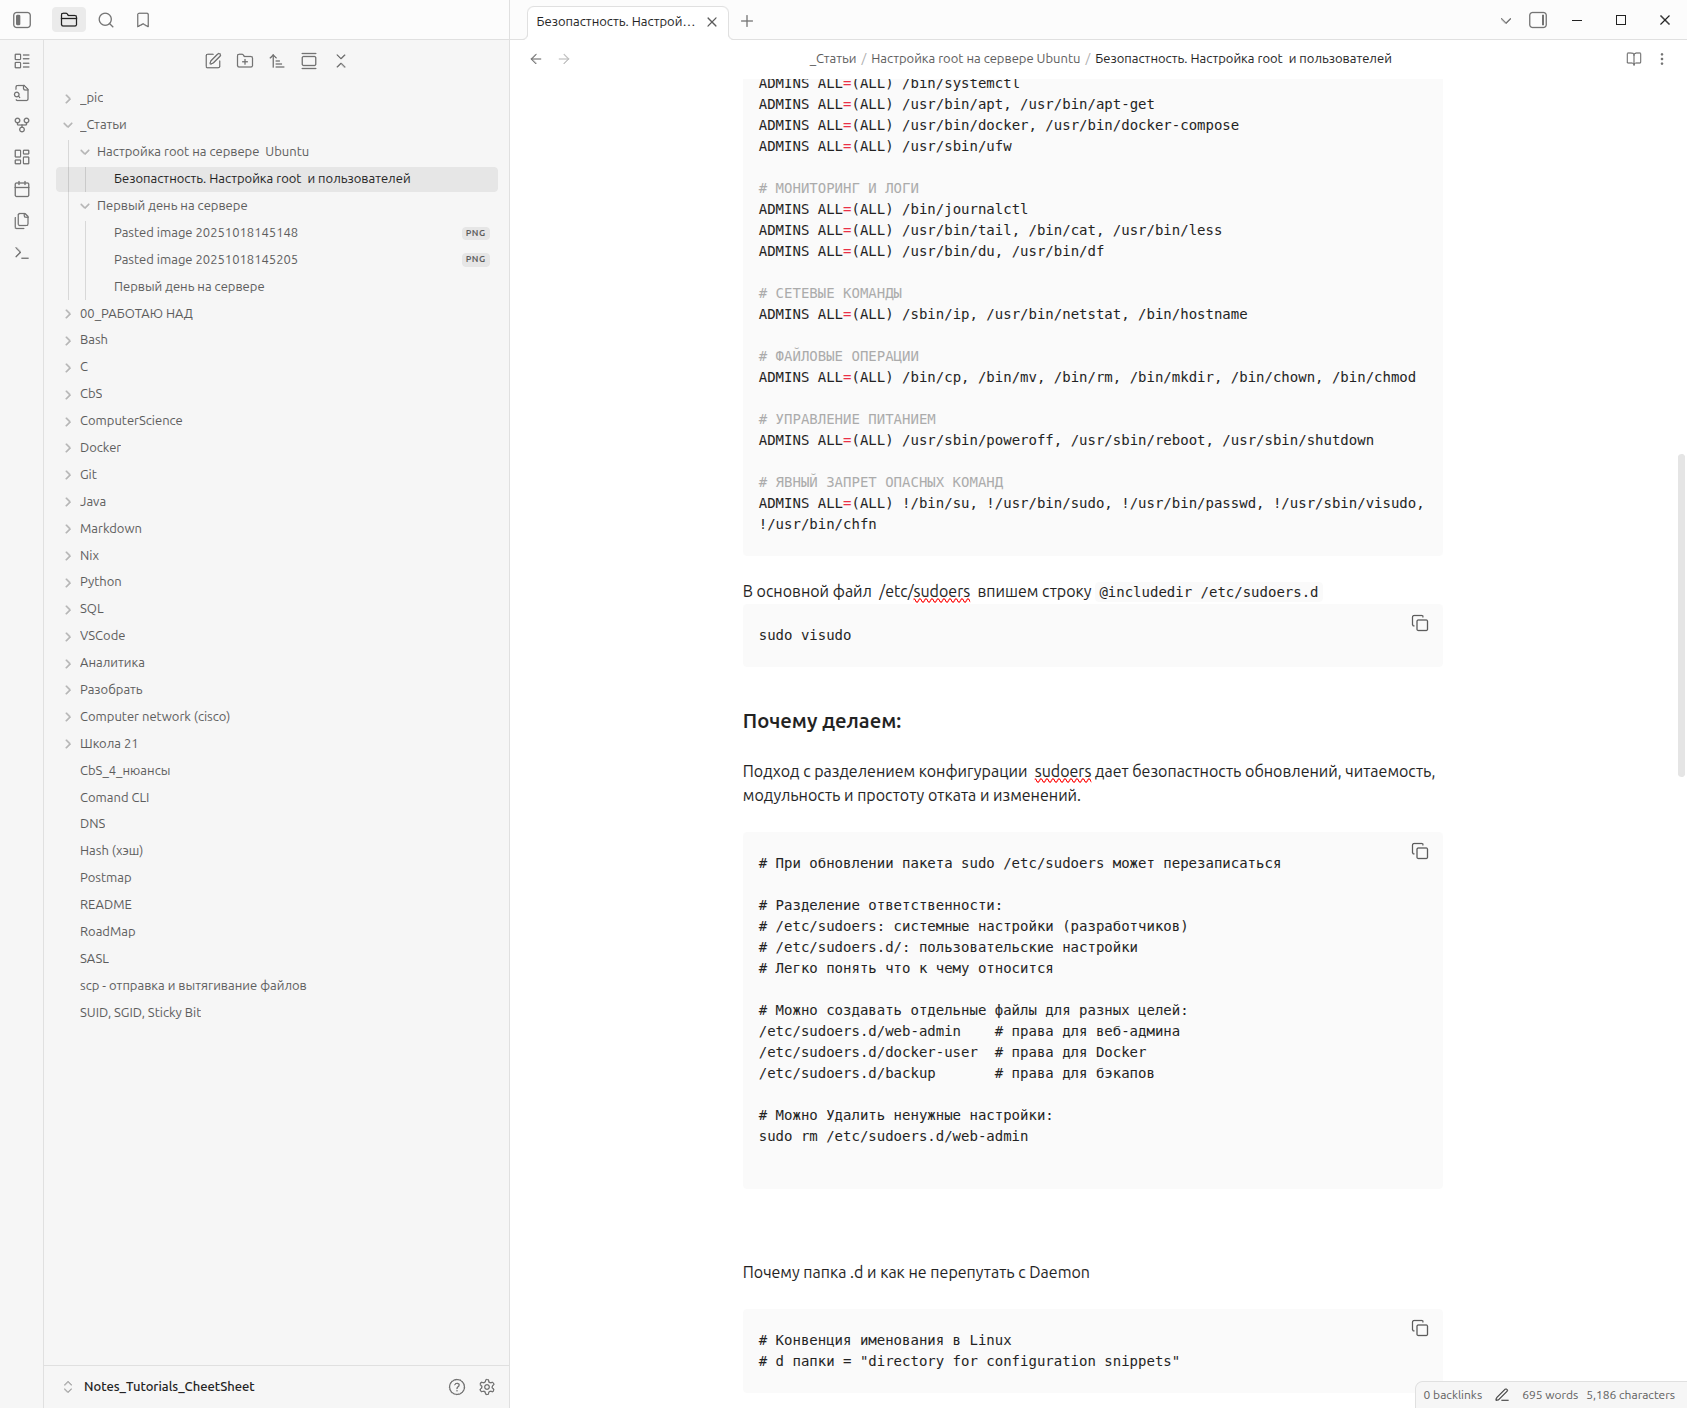 Безопастность. Настрой...
_Статьи / Настройка root на сервере Ubuntu / Безопастность. Настройка root и пользователей
_pic
_Статьи
Настройка root на сервере Ubuntu
Безопастность. Настройка root и пользователей
Первый день на сервере
Pasted image 20251018145148 PNG
Pasted image 20251018145205 PNG
Первый день на сервере
00_РАБОТАЮ НАД
Bash
C
CbS
ComputerScience
Docker
Git
Java
Markdown
Nix
Python
SQL
VSCode
Аналитика
Разобрать
Computer network (cisco)
Школа 21
CbS_4_нюансы
Comand CLI
DNS
Hash (хэш)
Postmap
README
RoadMap
SASL
scp - отправка и вытягивание файлов
SUID, SGID, Sticky Bit
Notes_Tutorials_CheetSheet
ADMINS ALL=(ALL) /bin/systemctl
ADMINS ALL=(ALL) /usr/bin/apt, /usr/bin/apt-get
ADMINS ALL=(ALL) /usr/bin/docker, /usr/bin/docker-compose
ADMINS ALL=(ALL) /usr/sbin/ufw
# МОНИТОРИНГ И ЛОГИ
ADMINS ALL=(ALL) /bin/journalctl
ADMINS ALL=(ALL) /usr/bin/tail, /bin/cat, /usr/bin/less
ADMINS ALL=(ALL) /usr/bin/du, /usr/bin/df
# СЕТЕВЫЕ КОМАНДЫ
ADMINS ALL=(ALL) /sbin/ip, /usr/bin/netstat, /bin/hostname
# ФАЙЛОВЫЕ ОПЕРАЦИИ
ADMINS ALL=(ALL) /bin/cp, /bin/mv, /bin/rm, /bin/mkdir, /bin/chown, /bin/chmod
# УПРАВЛЕНИЕ ПИТАНИЕМ
ADMINS ALL=(ALL) /usr/sbin/poweroff, /usr/sbin/reboot, /usr/sbin/shutdown
# ЯВНЫЙ ЗАПРЕТ ОПАСНЫХ КОМАНД
ADMINS ALL=(ALL) !/bin/su, !/usr/bin/sudo, !/usr/bin/passwd, !/usr/sbin/visudo,
!/usr/bin/chfn
В основной файл /etc/sudoers впишем строку @includedir /etc/sudoers.d
sudo visudo
Почему делаем:
Подход с разделением конфигурации sudoers дает безопастность обновлений, читаемость,
модульность и простоту отката и изменений.
# При обновлении пакета sudo /etc/sudoers может перезаписаться
# Разделение ответственности:
# /etc/sudoers: системные настройки (разработчиков)
# /etc/sudoers.d/: пользовательские настройки
# Легко понять что к чему относится
# Можно создавать отдельные файлы для разных целей:
/etc/sudoers.d/web-admin # права для веб-админа
/etc/sudoers.d/docker-user # права для Docker
/etc/sudoers.d/backup # права для бэкапов
# Можно Удалить ненужные настройки:
sudo rm /etc/sudoers.d/web-admin
Почему папка .d и как не перепутать с Daemon
# Конвенция именования в Linux
# d папки = "directory for configuration snippets"
0 backlinks 695 words 5,186 characters